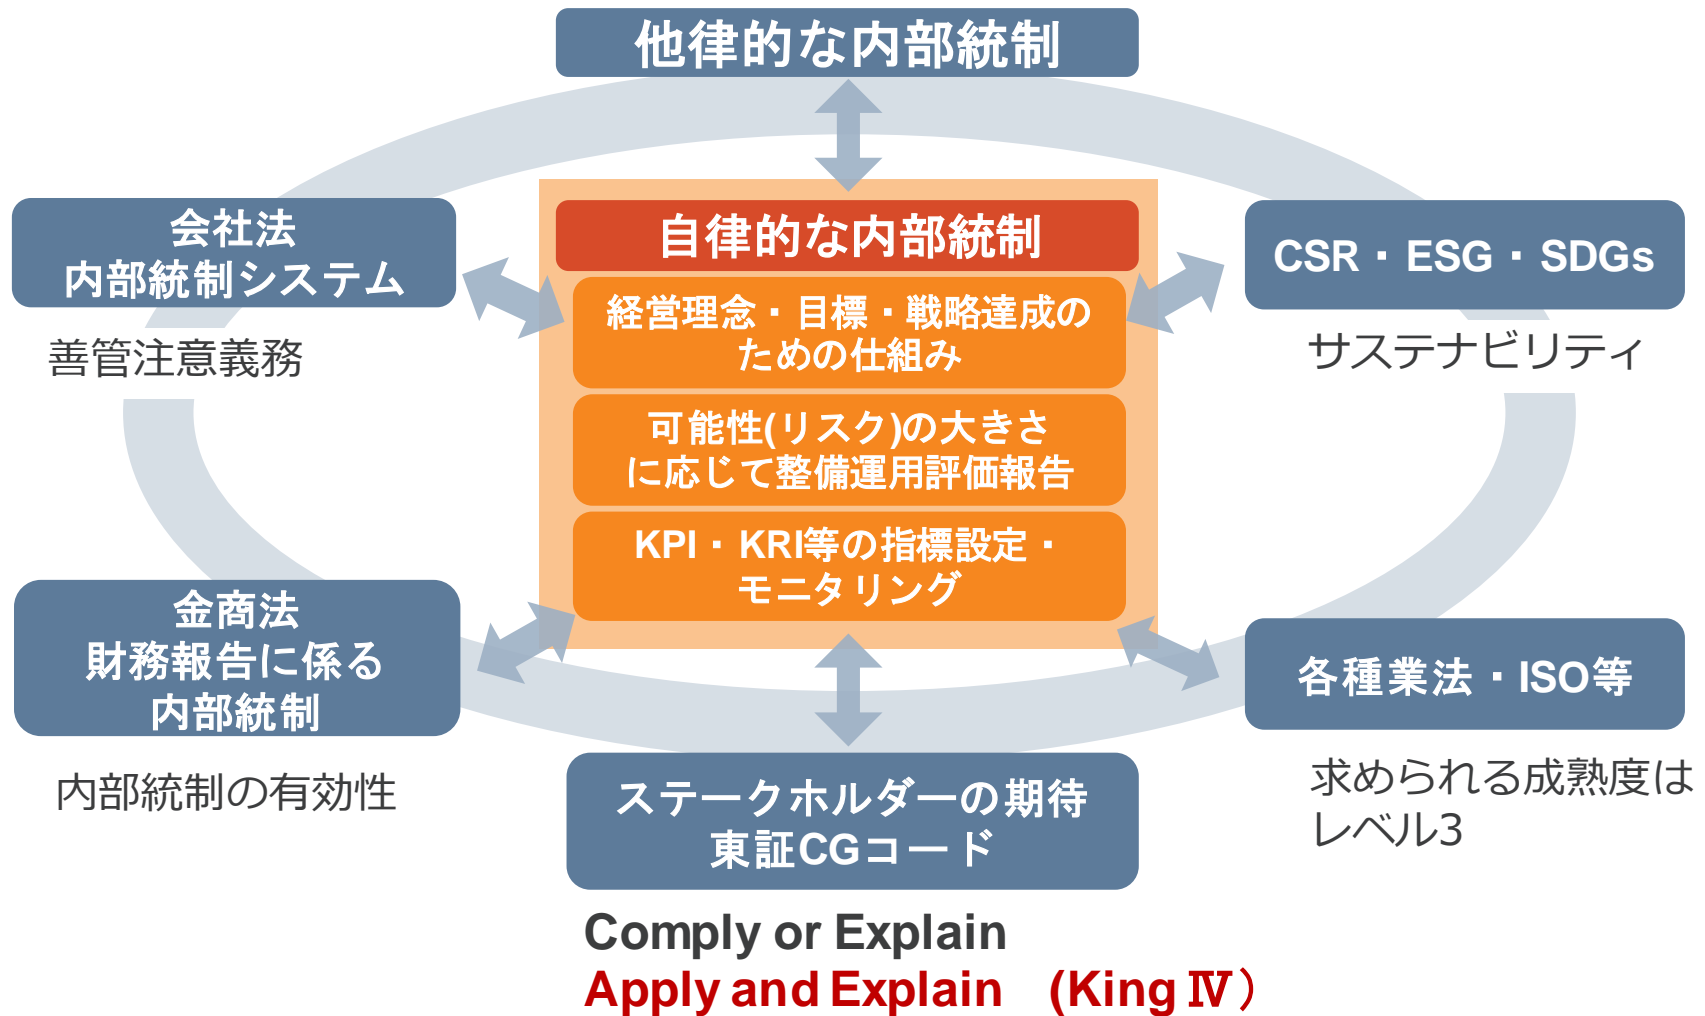 他律的な内部統制
会社法
内部統制システム
善管注意義務
自律的な内部統制
経営理念・目標・戦略達成の
ための仕組み
可能性(リスク)の大きさ
に応じて整備運用評価報告
KPI・KRI等の指標設定・
モニタリング
CSR・ESG・SDGs
サステナビリティ
金商法
財務報告に係る
内部統制
内部統制の有効性
ステークホルダーの期待
東証CGコード
Comply or Explain
Apply and Explain (King Ⅳ）
各種業法・ISO等
求められる成熟度は
レベル3